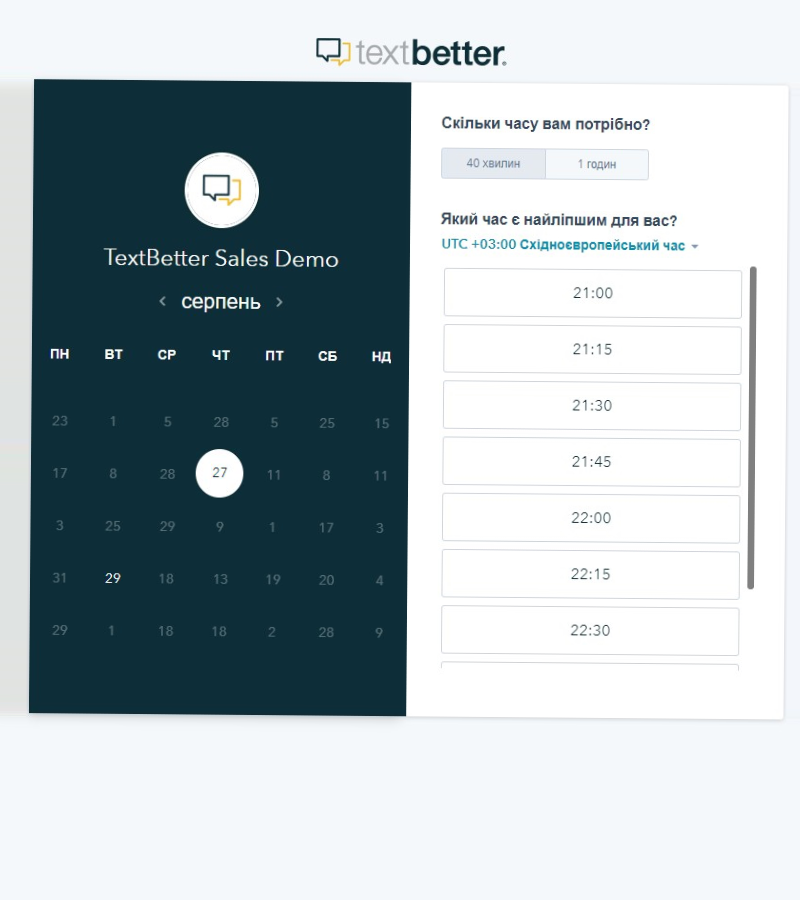 textbetter.
TextBetter Sales Demo
серпень
ПН ВТ СР ЧТ ПТ СБ НД
23 1 5 28 5 25 15
17 8 28 27 11 8 11
3 25 29 9 1 17 3
31 29 18 13 19 20 4
29 1 18 18 2 28 9
Скільки часу вам потрібно?
40 хвилин 1 годин
Який час є найліпшим для вас?
UTC +03:00 Східноєвропейський час
21:00
21:15
21:30
21:45
22:00
22:15
22:30